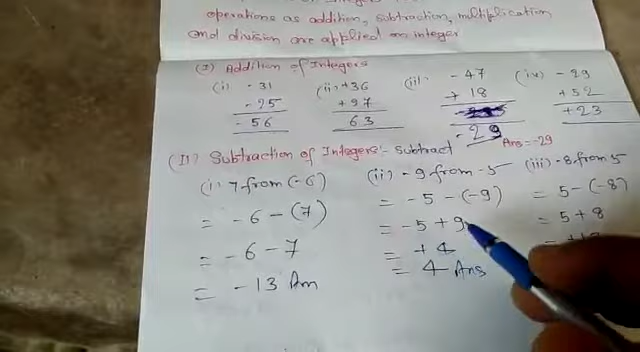 operations as addition, subtraction, multiplication
and division are applied on integer
(I) Addition of Integers
(i) -31 (ii) +36 (iii) -47 (iv) -29
-25 +27 + 18 +52
-56 63 -29 +23
Ans = -29
(II) Subtraction of Integers:- Subtract
(i) 7 from (-6) (ii) -9 from -5 (iii) -8 from 5
= -6 - (7) = -5 - (-9) = 5 - (-8)
= -6 - 7 = -5 + 9 = 5 + 8
= -13 Am = + 4
= 4 Ans